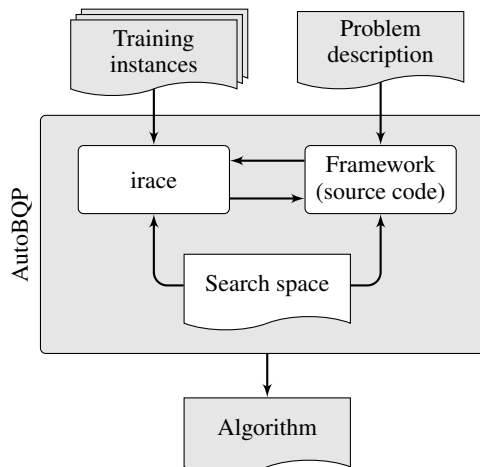 Training
instances
Problem
description
AutoBQP
irace
Framework
(source code)
Search space
Algorithm